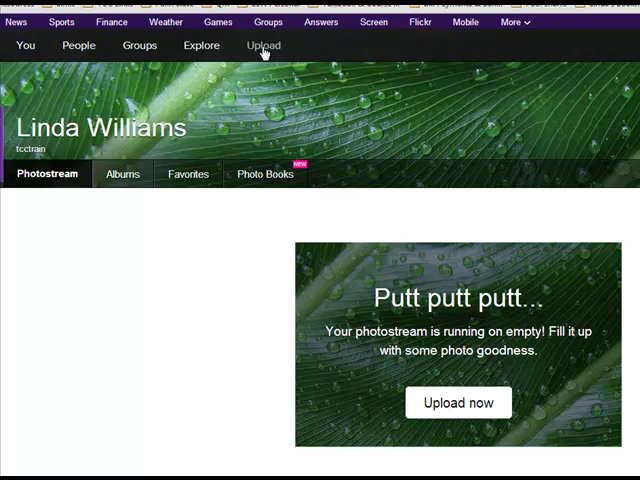 News Sports Finance Weather Games Groups Answers Screen Flickr Mobile More
You People Groups Explore Upload
Linda Williams
tcctrain
NEW
Photostream Albums Favorites Photo Books
Putt putt putt...
Your photostream is running on empty! Fill it up
with some photo goodness.
Upload now